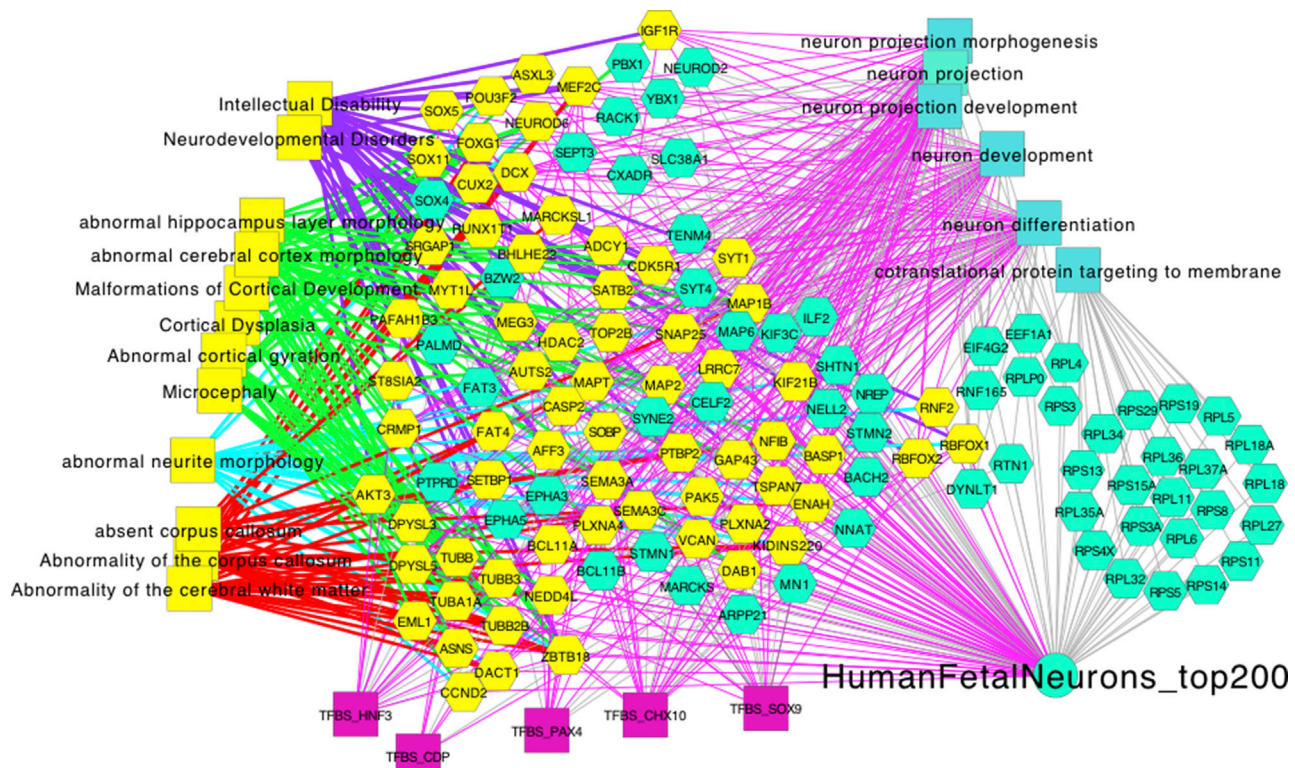 IGF1R
neuron projection morphogenesis
PBX1
NEUROD2
neuron projection
ASXL3
MEF2C
Intellectual Disability
POU3F2
YBX1
neuron projection development
SOX5
NEUROD6
RACK1
Neurodevelopmental Disorders
FOXG1
SOX11
SEPT3
SLC38A1
neuron development
CUX2
DCX
CXADR
SOX4
abnormal hippocampus layer morphology
RUNX1T1
MARCKSL1
TENM4
neuron differentiation
abnormal cerebral cortex morphology
SRGAP1
BHLHE22
ADCY1
CDK5R1
SYT1
cotranslational protein targeting to membrane
Malformations of Cortical Development
MYT1L
BZW2
SATB2
SYT4
MAP1B
Cortical Dysplasia
PAFAH1B3
MEG3
TOP2B
SNAP25
MAP6
KIF3C
ILF2
EEF1A1
Abnormal cortical gyration
PALMD
HDAC2
EIF4G2
RPL4
Microcephaly
ST8SIA2
FAT3
AUTS2
MAPT
MAP2
LRRC7
KIF21B
SHTN1
NREP
RNF165
RPLP0
RPS3
CASP2
CELF2
NELL2
RNF2
RPS29
RPS19
RPL5
CRMP1
FAT4
SOBP
SYNE2
STMN2
RPL34
RPL18A
abnormal neurite morphology
AFF3
PTBP2
GAP43
NFIB
BASP1
RBFOX2
RBFOX1
RTN1
RPS13
RPL36
RPL37A
RPL18
AKT3
PTPRD
SETBP1
EPHA3
SEMA3A
PAK5
TSPAN7
BACH2
DYNLT1
RPS15A
RPL11
absent corpus callosum
DPYSL3
EPHA5
PLXNA4
SEMA3C
PLXNA2
ENAH
NNAT
RPL35A
RPS3A
RPS8
RPL27
Abnormality of the corpus callosum
DPYSL5
TUBB
BCL11A
STMN1
VCAN
KIDINS220
RPS4X
RPL6
RPS11
Abnormality of the cerebral white matter
TUBB3
BCL11B
DAB1
MN1
RPL32
RPS5
RPS14
TUBA1A
NEDD4L
MARCKS
EML1
TUBB2B
ARPP21
ASNS
ZBTB18
DACT1
CCND2
HumanFetalNeurons_top200
TFBS_HNF3
TFBS_CDP
TFBS_PAX4
TFBS_CHX10
TFBS_SOX9